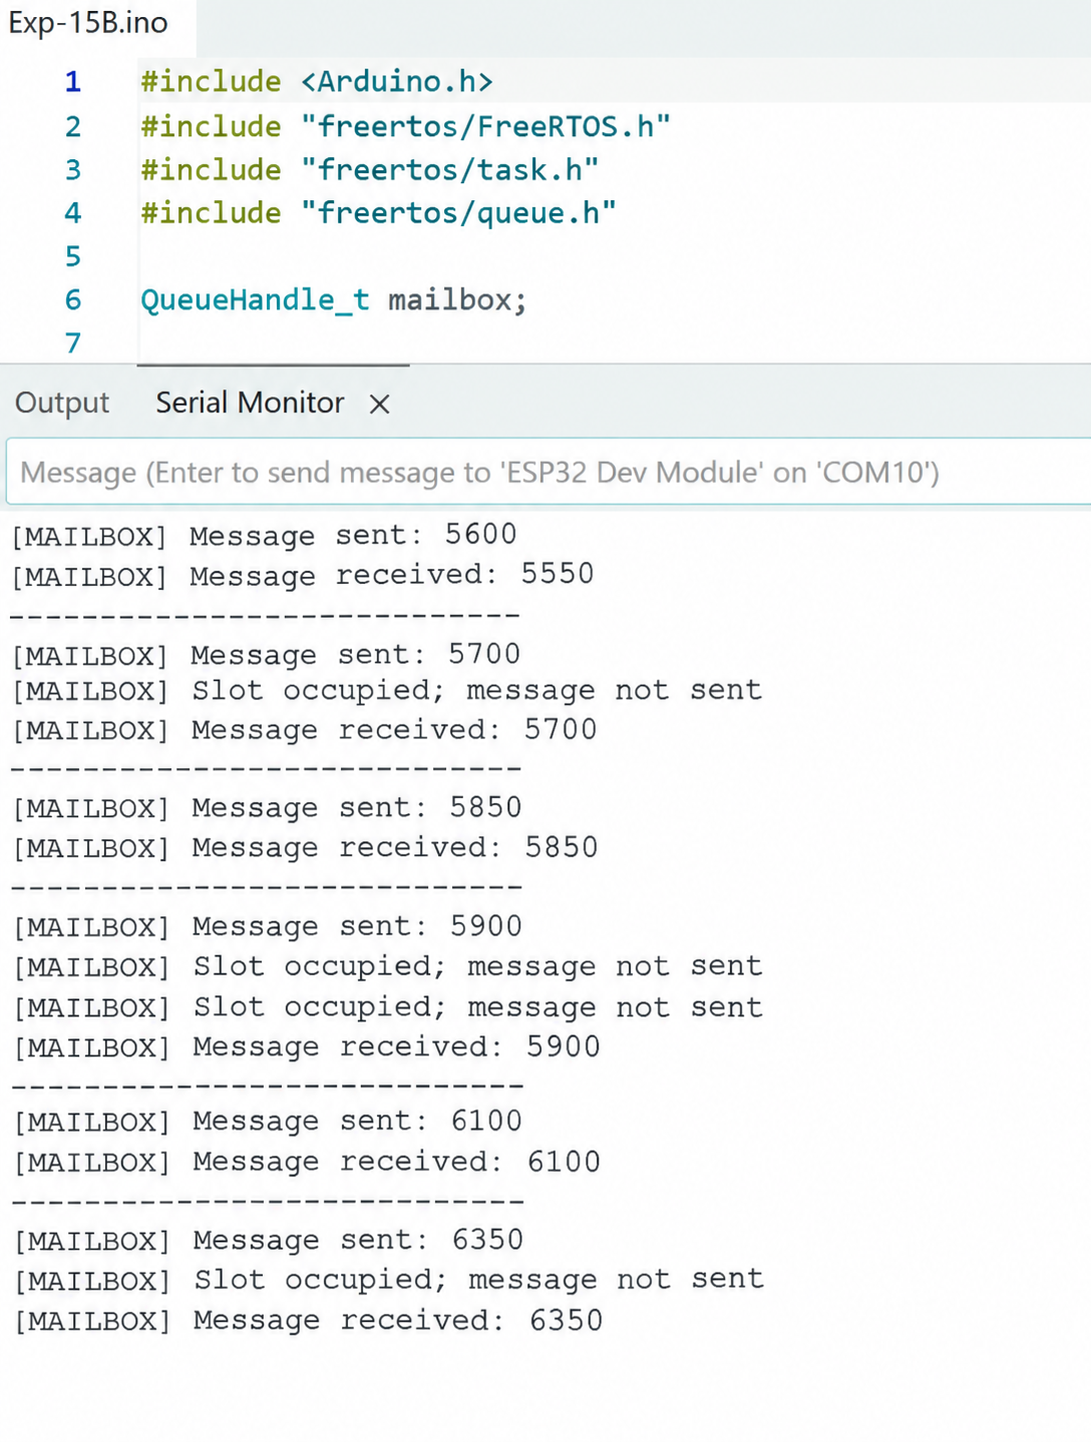 Exp-15B.ino
1 #include <Arduino.h>
2 #include "freertos/FreeRTOS.h"
3 #include "freertos/task.h"
4 #include "freertos/queue.h"
5
6 QueueHandle_t mailbox;
7
Output Serial Monitor ×
Message (Enter to send message to 'ESP32 Dev Module' on 'COM10')
[MAILBOX] Message sent: 5600
[MAILBOX] Message received: 5550
----------------------------
[MAILBOX] Message sent: 5700
[MAILBOX] Slot occupied; message not sent
[MAILBOX] Message received: 5700
----------------------------
[MAILBOX] Message sent: 5850
[MAILBOX] Message received: 5850
----------------------------
[MAILBOX] Message sent: 5900
[MAILBOX] Slot occupied; message not sent
[MAILBOX] Slot occupied; message not sent
[MAILBOX] Message received: 5900
----------------------------
[MAILBOX] Message sent: 6100
[MAILBOX] Message received: 6100
----------------------------
[MAILBOX] Message sent: 6350
[MAILBOX] Slot occupied; message not sent
[MAILBOX] Message received: 6350